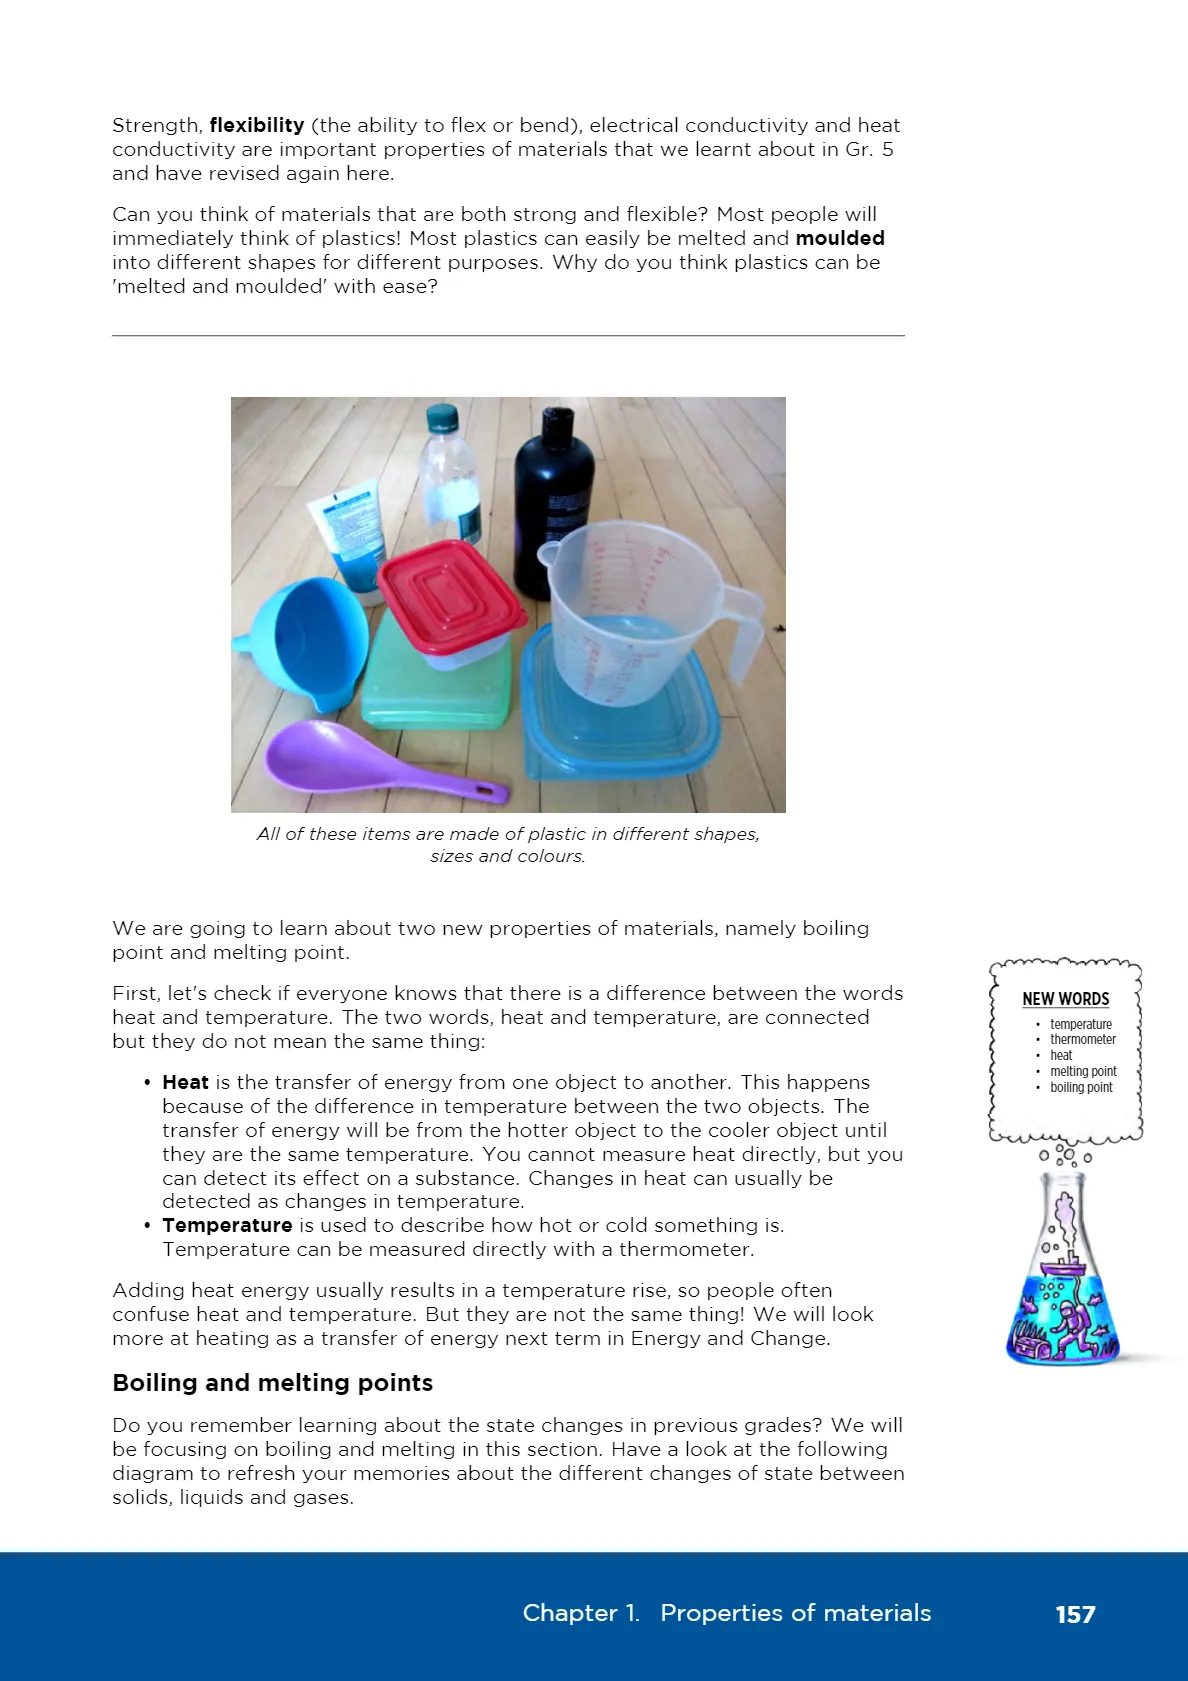 Strength, flexibility (the ability to flex or bend), electrical conductivity and heat
conductivity are important properties of materials that we learnt about in Gr. 5
and have revised again here.
Can you think of materials that are both strong and flexible? Most people will
immediately think of plastics! Most plastics can easily be melted and moulded
into different shapes for different purposes. Why do you think plastics can be
'melted and moulded' with ease?
All of these items are made of plastic in different shapes,
sizes and colours.
We are going to learn about two new properties of materials, namely boiling
point and melting point.
First, let's check if everyone knows that there is a difference between the words
heat and temperature. The two words, heat and temperature, are connected
but they do not mean the same thing:
• Heat is the transfer of energy from one object to another. This happens
because of the difference in temperature between the two objects. The
transfer of energy will be from the hotter object to the cooler object until
they are the same temperature. You cannot measure heat directly, but you
can detect its effect on a substance. Changes in heat can usually be
detected as changes in temperature.
• Temperature is used to describe how hot or cold something is.
Temperature can be measured directly with a thermometer.
Adding heat energy usually results in a temperature rise, so people often
confuse heat and temperature. But they are not the same thing! We will look
more at heating as a transfer of energy next term in Energy and Change.
NEW WORDS
• temperature
• thermometer
• heat
• melting point
• boiling point
Boiling and melting points
Do you remember learning about the state changes in previous grades? We will
be focusing on boiling and melting in this section. Have a look at the following
diagram to refresh your memories about the different changes of state between
solids, liquids and gases.
Chapter 1. Properties of materials 157